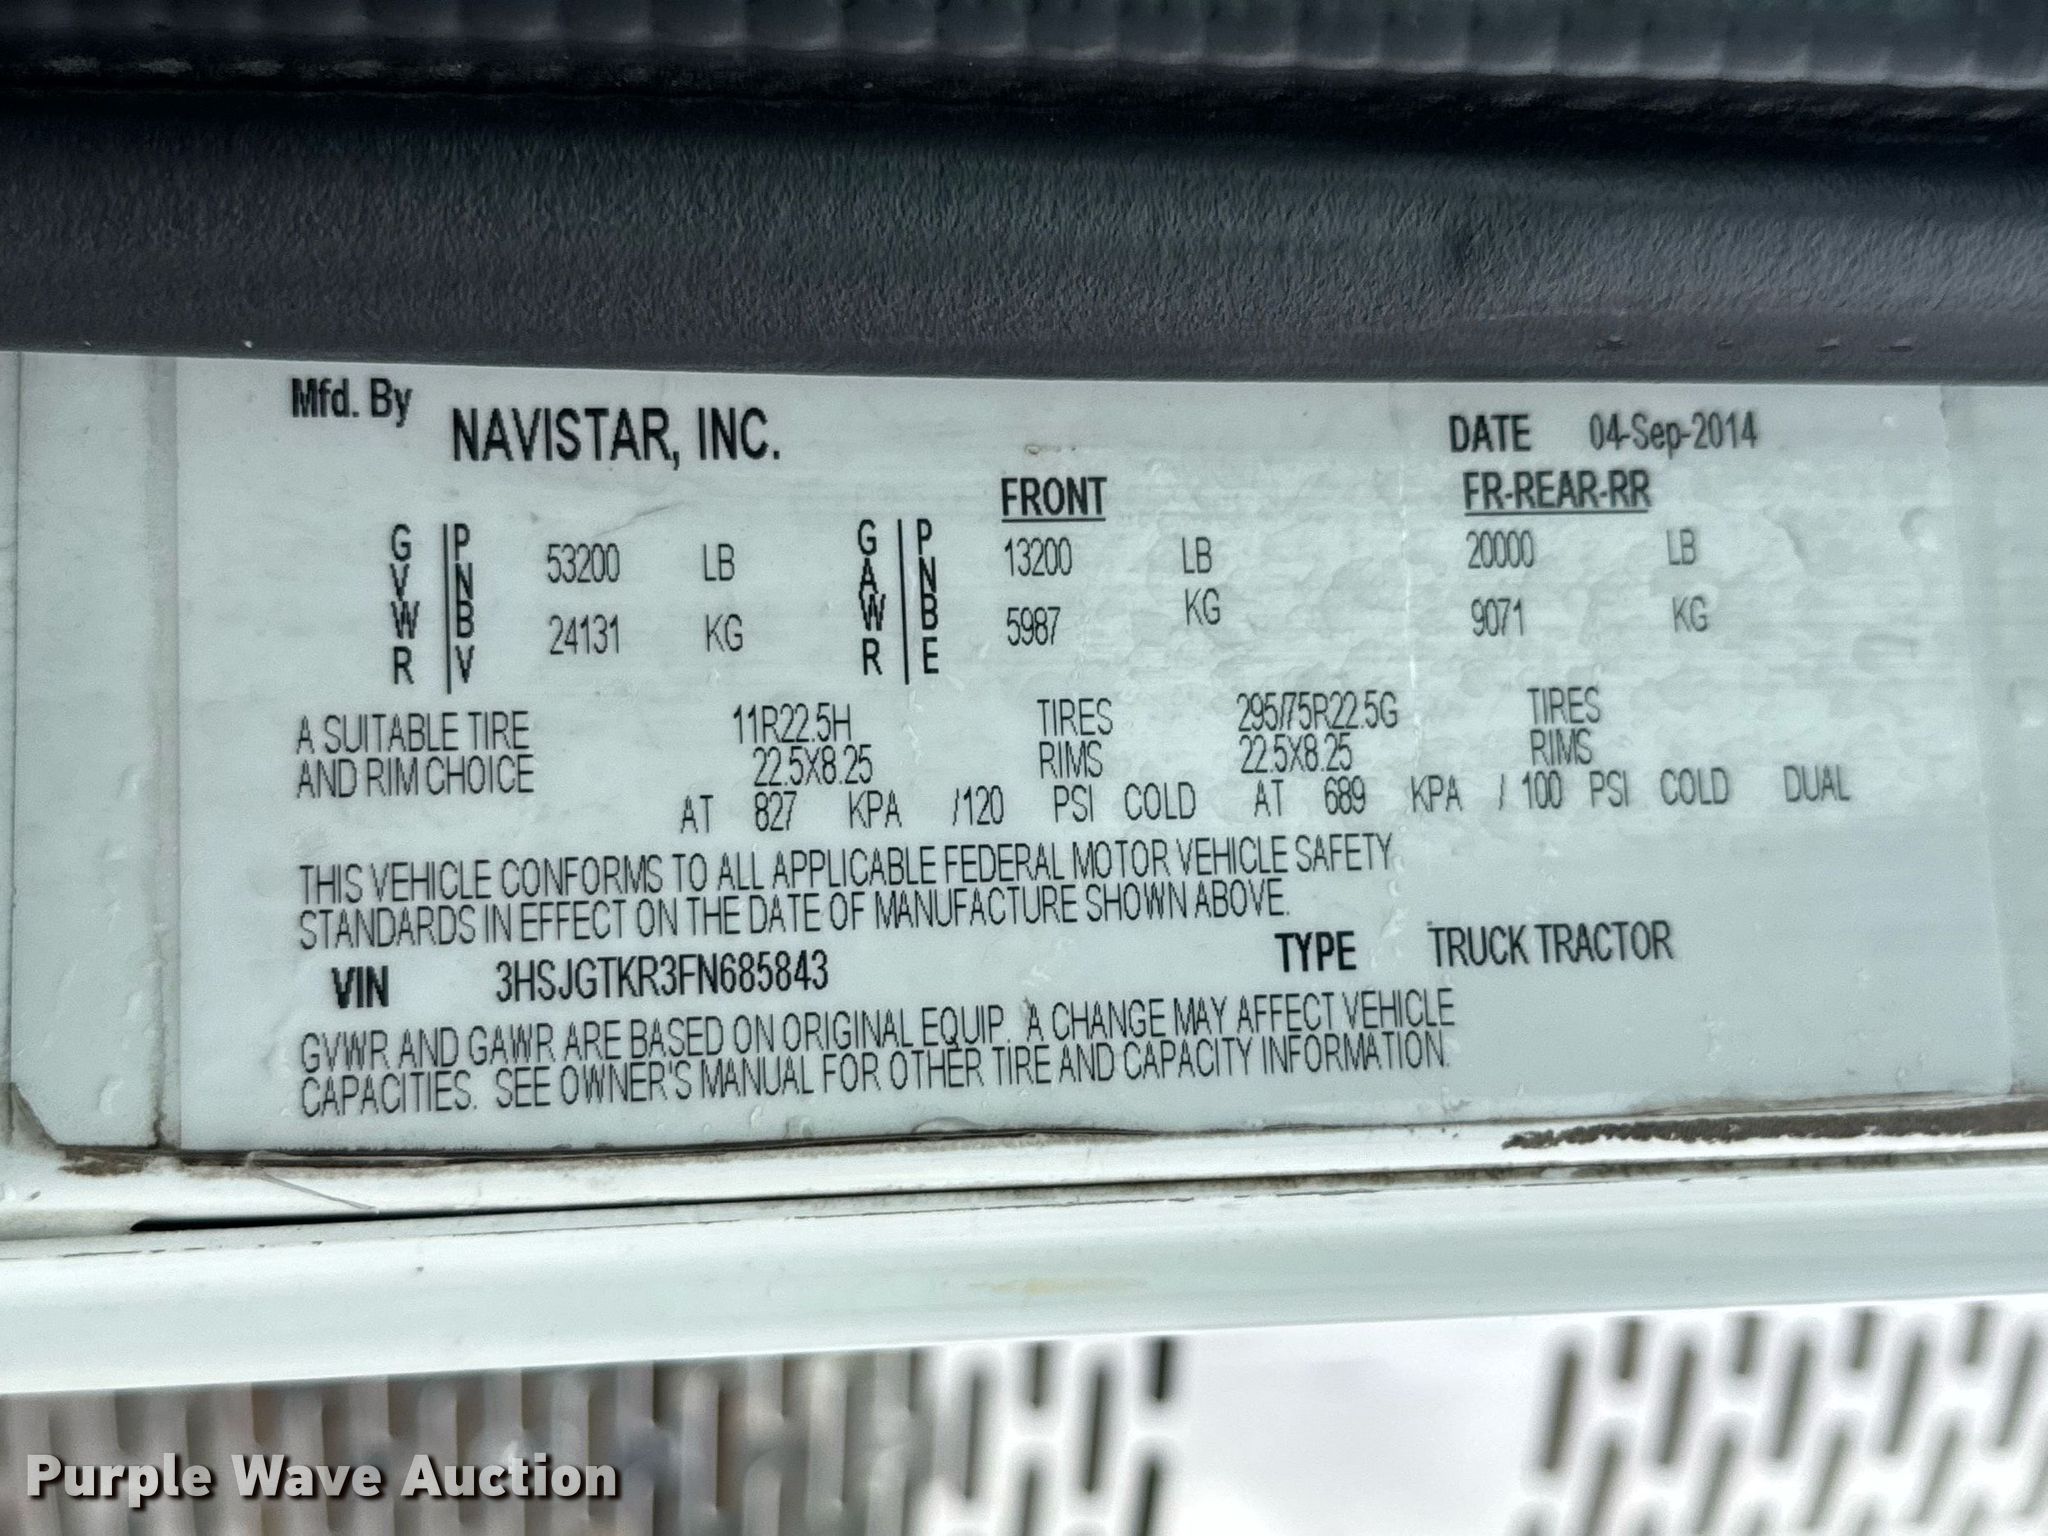 Mfd. By NAVISTAR, INC. DATE 04-Sep-2014
FRONT FR-REAR-RR
GVWR PNBV 53200 LB GAWR PNBE 13200 LB 20000 LB
24131 KG 5987 KG 9071 KG
A SUITABLE TIRE 11R22.5H TIRES 295/75R22.5G TIRES
AND RIM CHOICE 22.5X8.25 RIMS 22.5X8.25 RIMS
AT 827 KPA /120 PSI COLD AT 689 KPA / 100 PSI COLD DUAL
THIS VEHICLE CONFORMS TO ALL APPLICABLE FEDERAL MOTOR VEHICLE SAFETY
STANDARDS IN EFFECT ON THE DATE OF MANUFACTURE SHOWN ABOVE.
VIN 3HSJGTKR3FN685843 TYPE TRUCK TRACTOR
GVWR AND GAWR ARE BASED ON ORIGINAL EQUIP. A CHANGE MAY AFFECT VEHICLE
CAPACITIES. SEE OWNER'S MANUAL FOR OTHER TIRE AND CAPACITY INFORMATION.
Purple Wave Auction